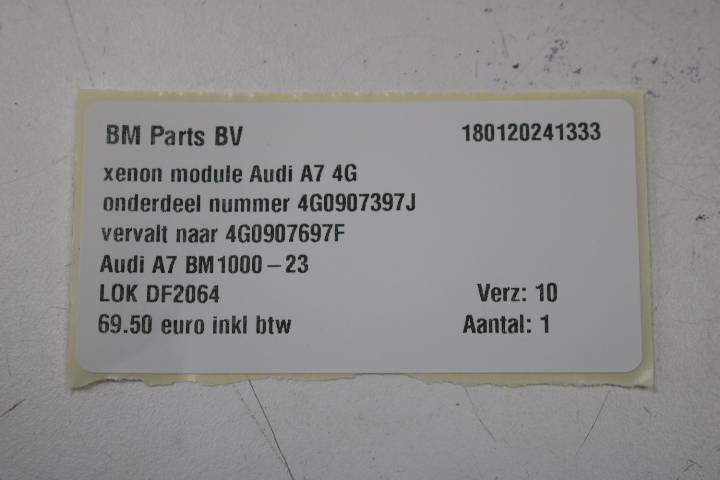 BM Parts BV 180120241333
xenon module Audi A7 4G
onderdeel nummer 4G0907397J
vervalt naar 4G0907697F
Audi A7 BM1000-23
LOK DF2064 Verz: 10
69.50 euro inkl btw Aantal: 1